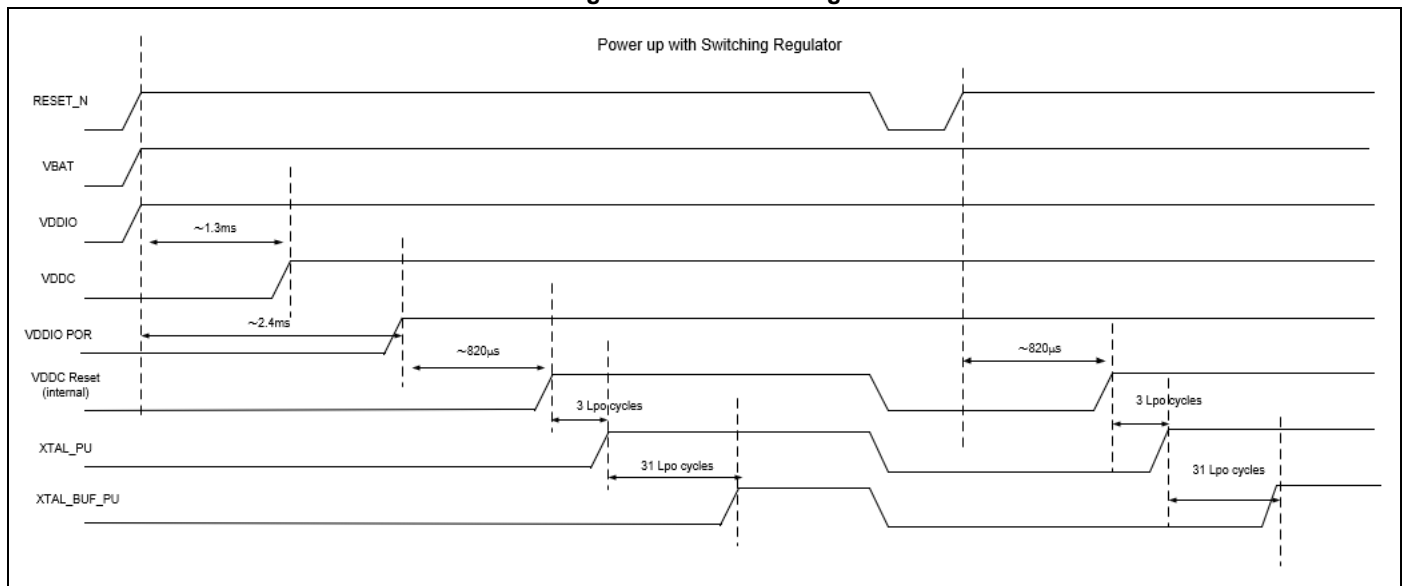 Power up with Switching Regulator
RESET_N
VBAT
VDDIO
~1.3ms
VDDC
~2.4ms
VDDIO POR
~820µs
~820µs
VDDC Reset
(internal)
3 Lpo cycles
3 Lpo cycles
XTAL_PU
31 Lpo cycles
31 Lpo cycles
XTAL_BUF_PU